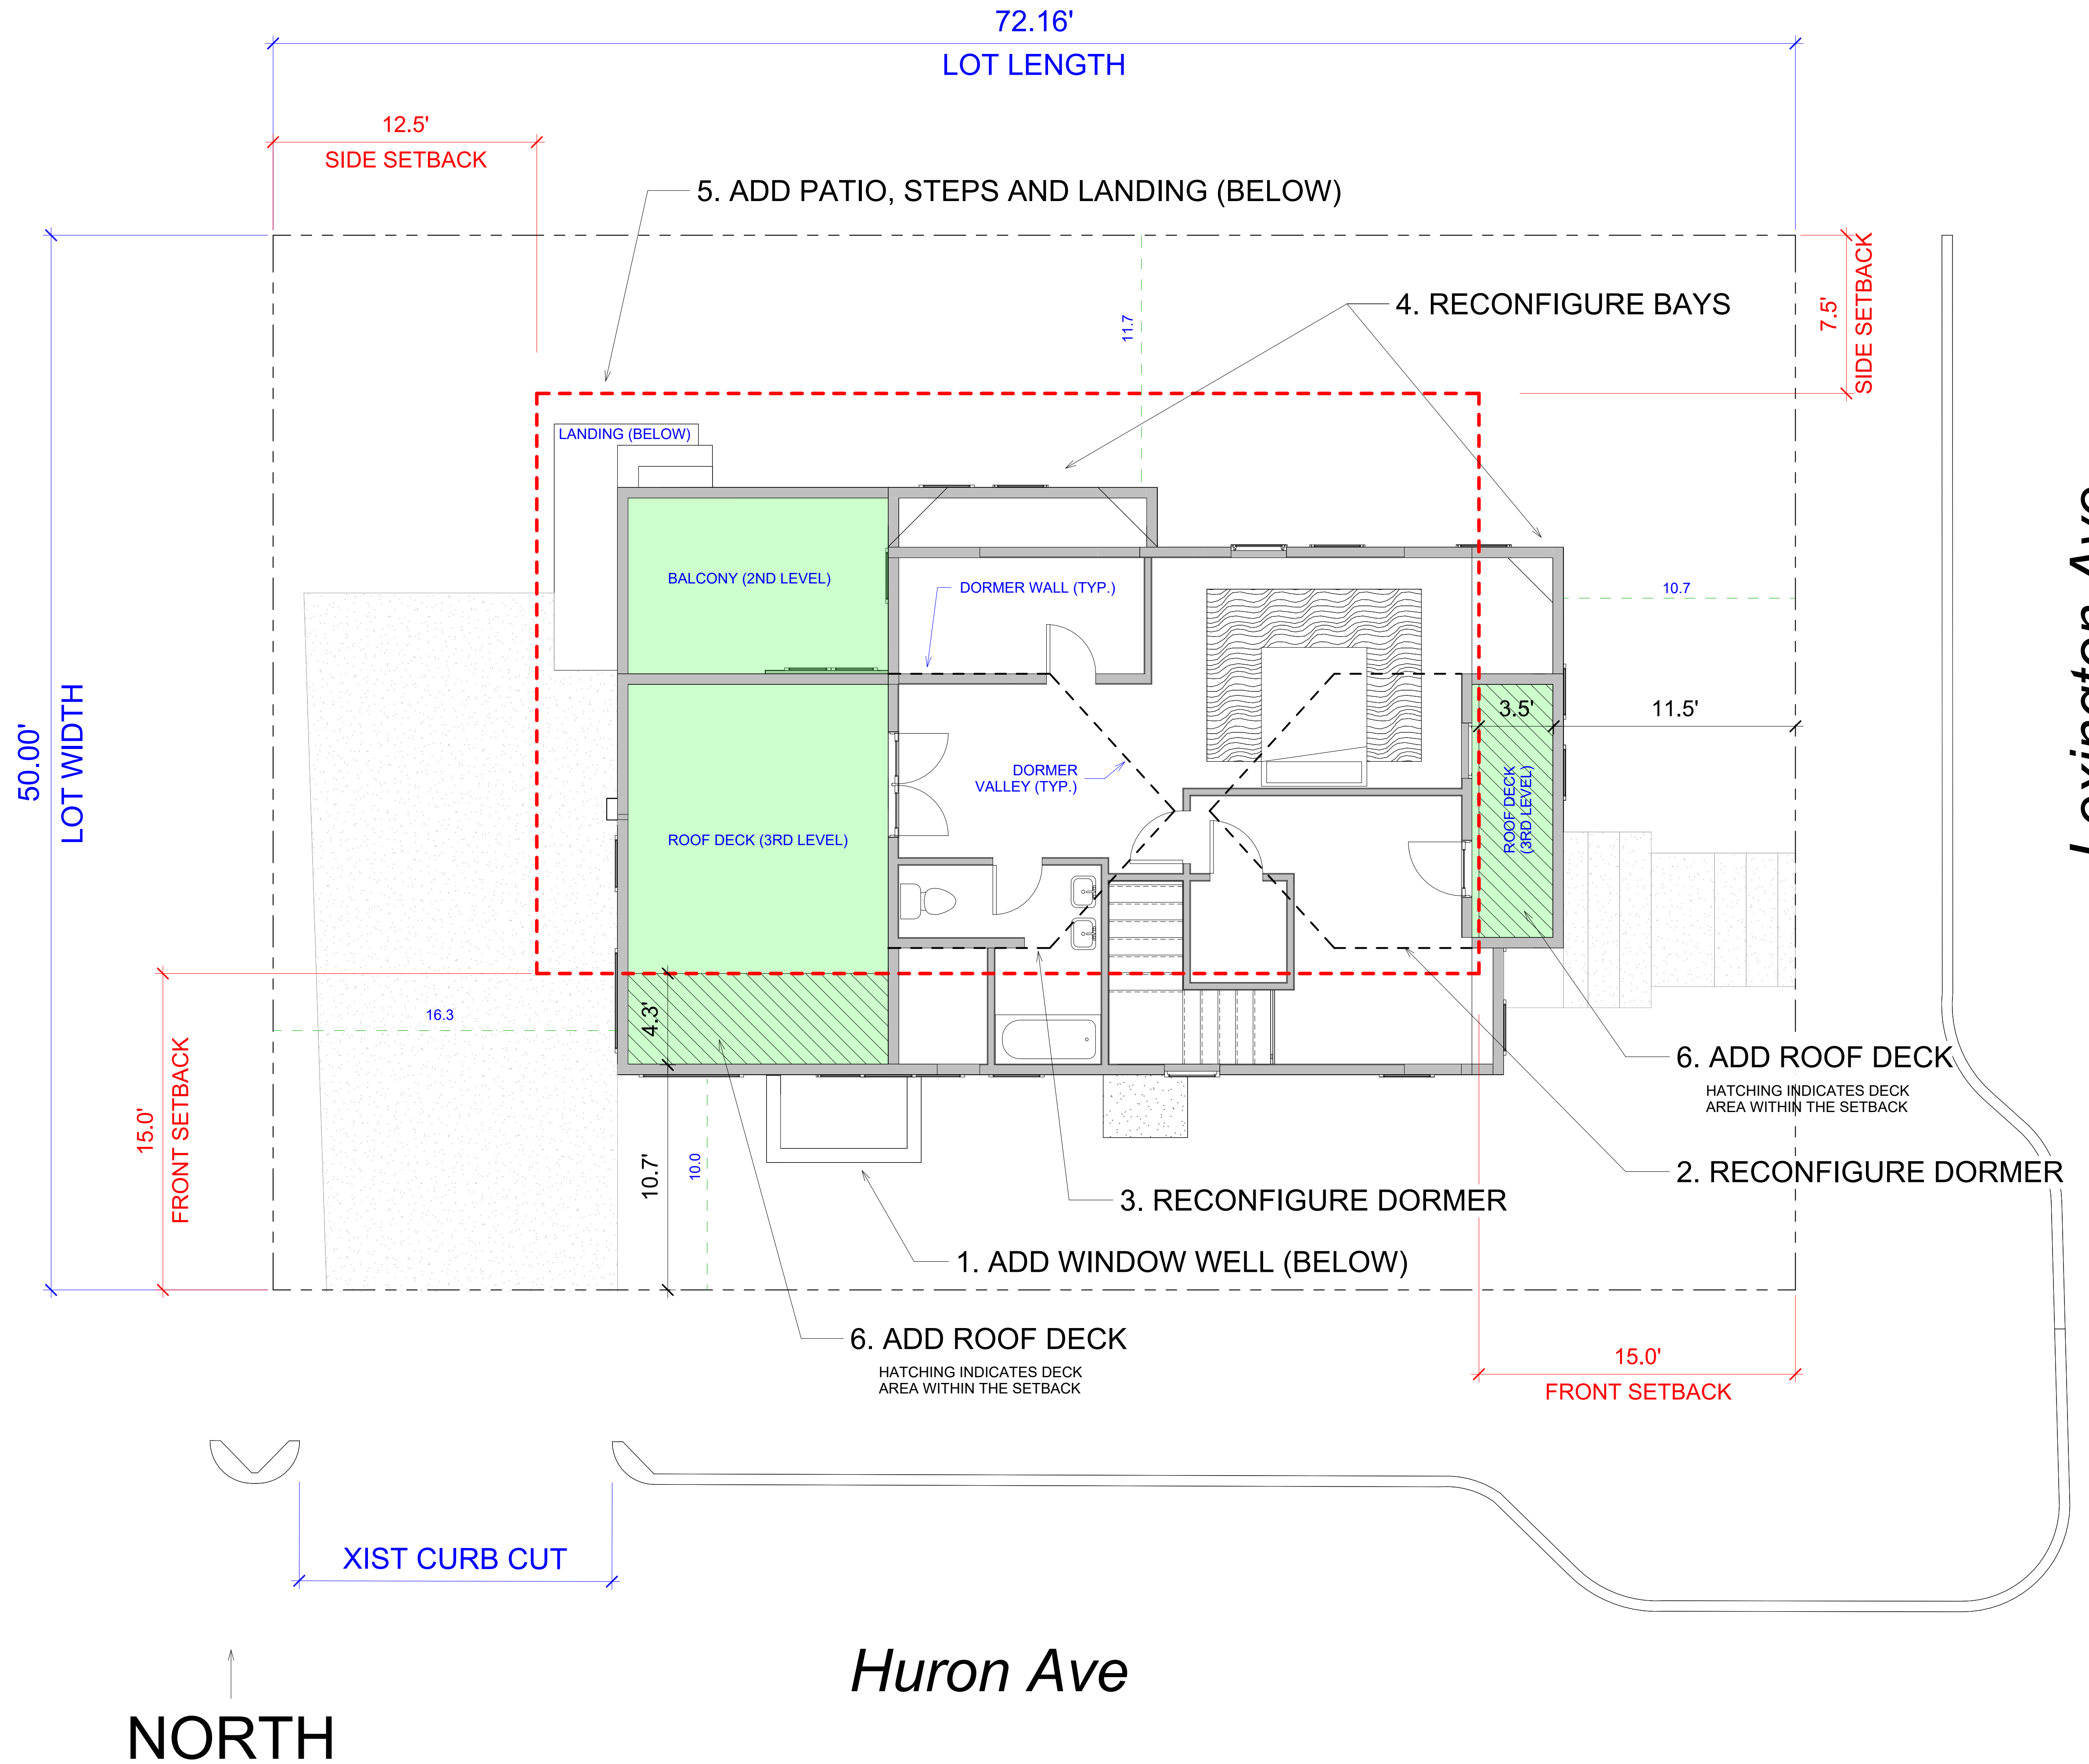 72.16'
LOT LENGTH
12.5'
SIDE SETBACK
5. ADD PATIO, STEPS AND LANDING (BELOW)
7.5'
SIDE SETBACK
4. RECONFIGURE BAYS
11.7
LANDING (BELOW)
BALCONY (2ND LEVEL)
DORMER WALL (TYP.)
10.7
50.00'
LOT WIDTH
3.5'
11.5'
DORMER
VALLEY (TYP.)
ROOF DECK
(3RD LEVEL)
ROOF DECK (3RD LEVEL)
16.3
4.3'
6. ADD ROOF DECK
HATCHING INDICATES DECK
AREA WITHIN THE SETBACK
15.0'
FRONT SETBACK
10.7'
10.0
2. RECONFIGURE DORMER
3. RECONFIGURE DORMER
1. ADD WINDOW WELL (BELOW)
6. ADD ROOF DECK
HATCHING INDICATES DECK
AREA WITHIN THE SETBACK
15.0'
FRONT SETBACK
XIST CURB CUT
Huron Ave
NORTH